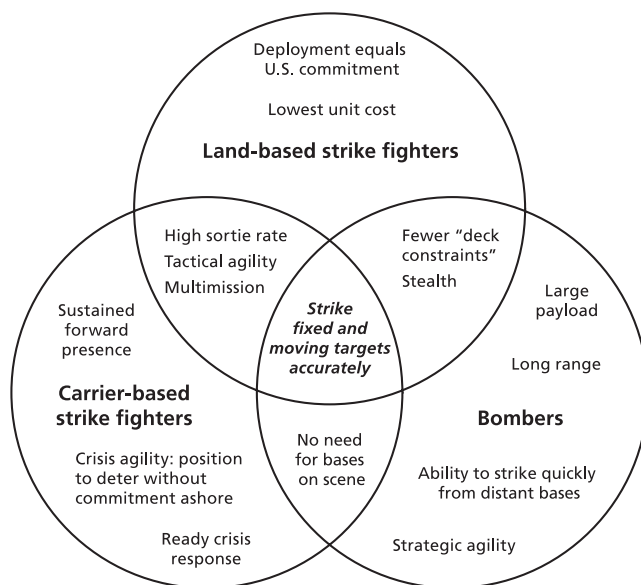 Deployment equals
U.S. commitment
Lowest unit cost
Land-based strike fighters
High sortie rate
Tactical agility
Multimission
Fewer “deck
constraints”
Stealth
Strike
fixed and
moving targets
accurately
Sustained
forward
presence
Large
payload
Long range
Carrier-based
strike fighters
Bombers
No need
for bases
on scene
Crisis agility: position
to deter without
commitment ashore
Ability to strike quickly
from distant bases
Ready crisis
response
Strategic agility